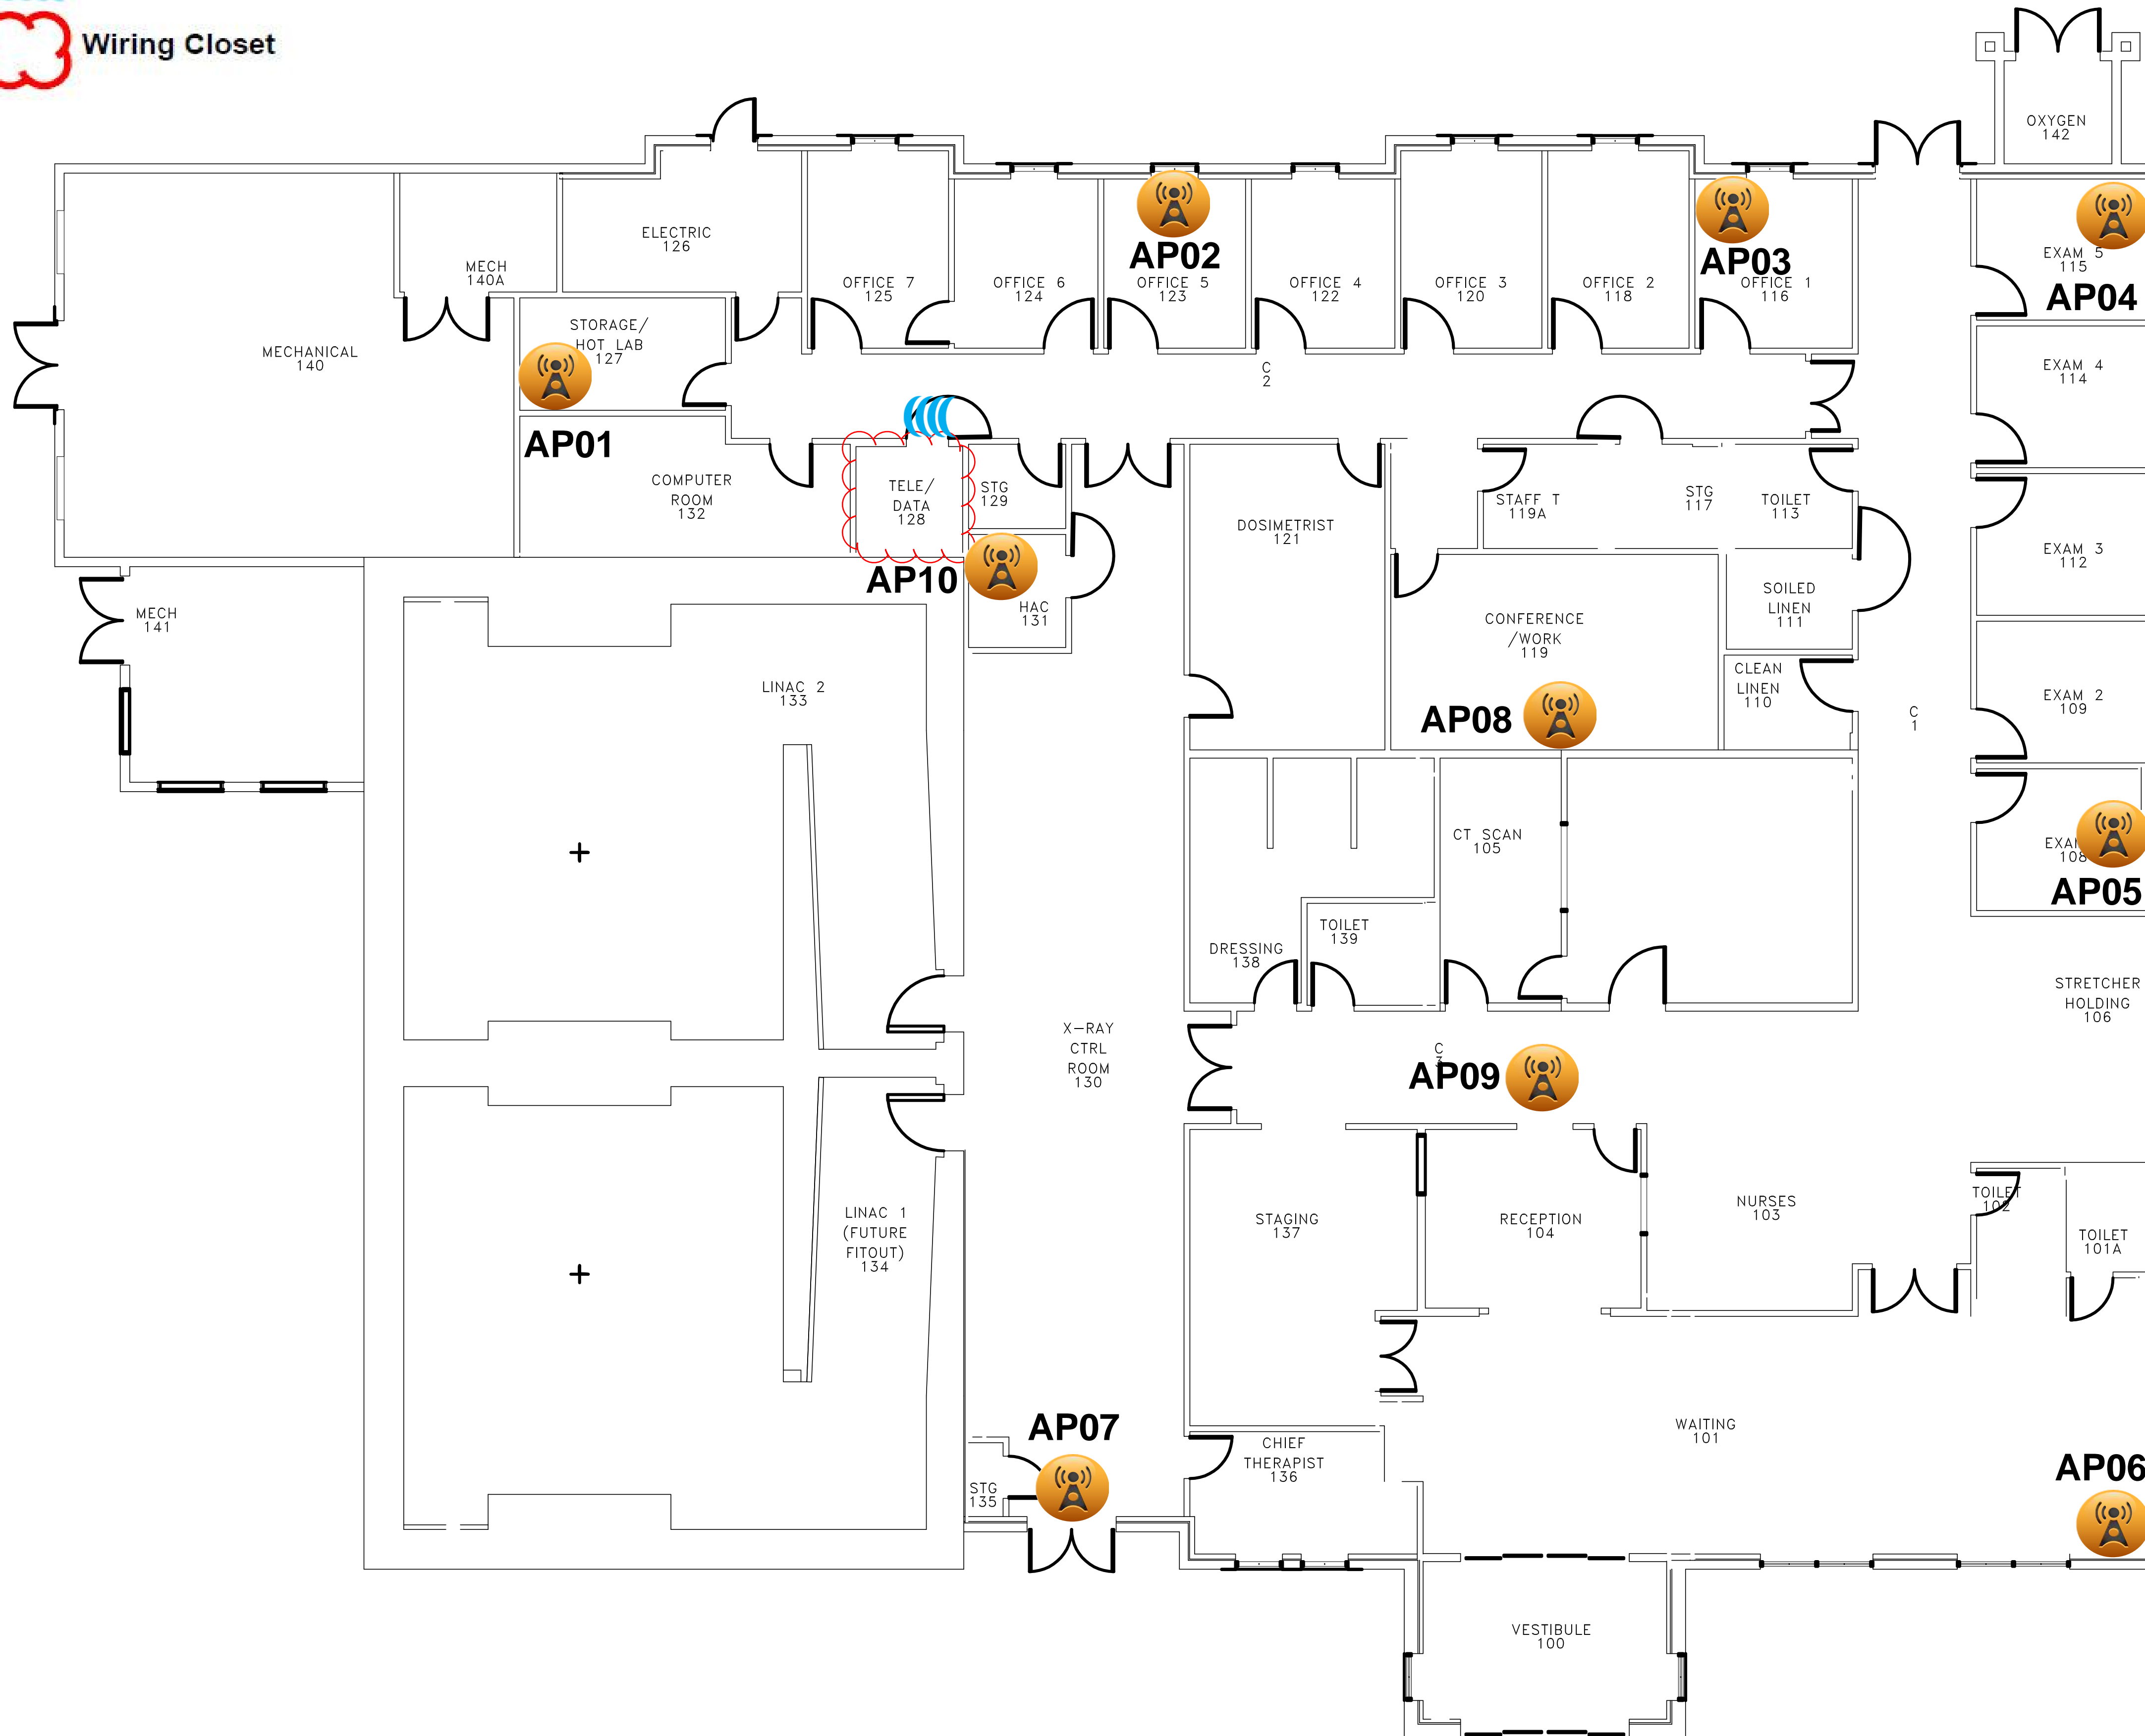 Wiring Closet
OXYGEN
142
ELECTRIC
126
MECH
140A
OFFICE 7
125
OFFICE 6
124
AP02
OFFICE 5
123
OFFICE 4
122
OFFICE 3
120
OFFICE 2
118
AP03
OFFICE 1
116
EXAM 5
115
AP04
MECHANICAL
140
STORAGE/
HOT LAB
127
AP01
C
2
EXAM 4
114
COMPUTER
ROOM
132
TELE/
DATA
128
STG
129
DOSIMETRIST
121
STAFF T
119A
STG
117
TOILET
113
EXAM 3
112
AP10
HAC
131
MECH
141
CONFERENCE
/WORK
119
SOILED
LINEN
111
CLEAN
LINEN
110
LINAC 2
133
AP08
C
1
EXAM 2
109
CT SCAN
105
108
AP05
DRESSING
138
TOILET
139
STRETCHER
HOLDING
106
X-RAY
CTRL
ROOM
130
C
AP09
LINAC 1
(FUTURE
FITOUT)
134
STAGING
137
RECEPTION
104
NURSES
103
TOILET
102
TOILET
101A
AP07
STG
135
CHIEF
THERAPIST
136
WAITING
101
AP06
VESTIBULE
100